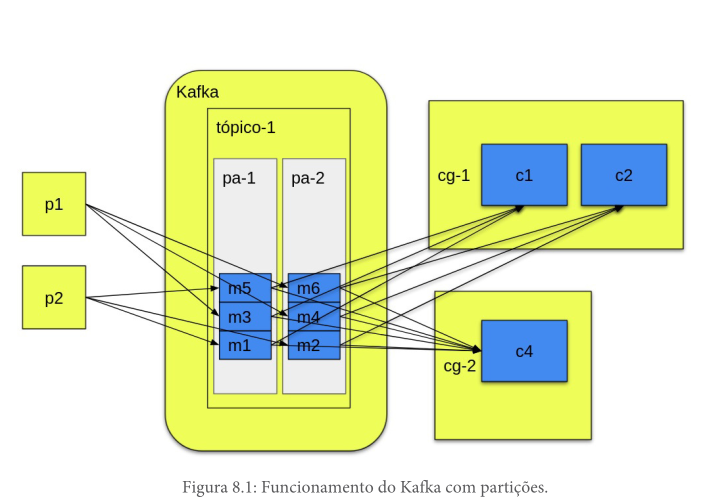 Kafka
tópico-1
pa-1
pa-2
p1
p2
m5
m6
m3
m4
m1
m2
cg-1
c1
c2
cg-2
c4
Figura 8.1: Funcionamento do Kafka com partições.